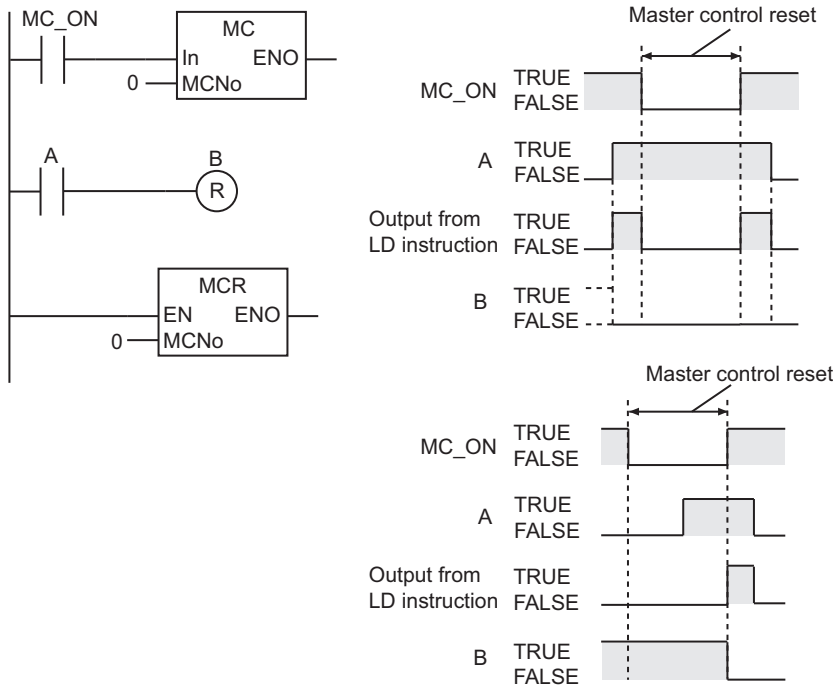 MC_ON
MC
In ENO
0 MCNo
A
B
R
MCR
EN ENO
0 MCNo
Master control reset
MC_ON TRUE
FALSE
A TRUE
FALSE
Output from TRUE
LD instruction FALSE
B TRUE
FALSE
Master control reset
MC_ON TRUE
FALSE
A TRUE
FALSE
Output from TRUE
LD instruction FALSE
B TRUE
FALSE